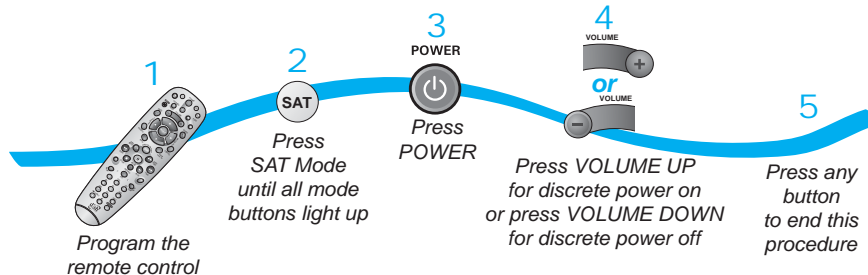 1
Program the
remote control
2
SAT
Press
SAT Mode
until all mode
buttons light up
3
POWER
Press
POWER
4
VOLUME
+
or
VOLUME
−
Press VOLUME UP
for discrete power on
or press VOLUME DOWN
for discrete power off
5
Press any
button
to end this
procedure